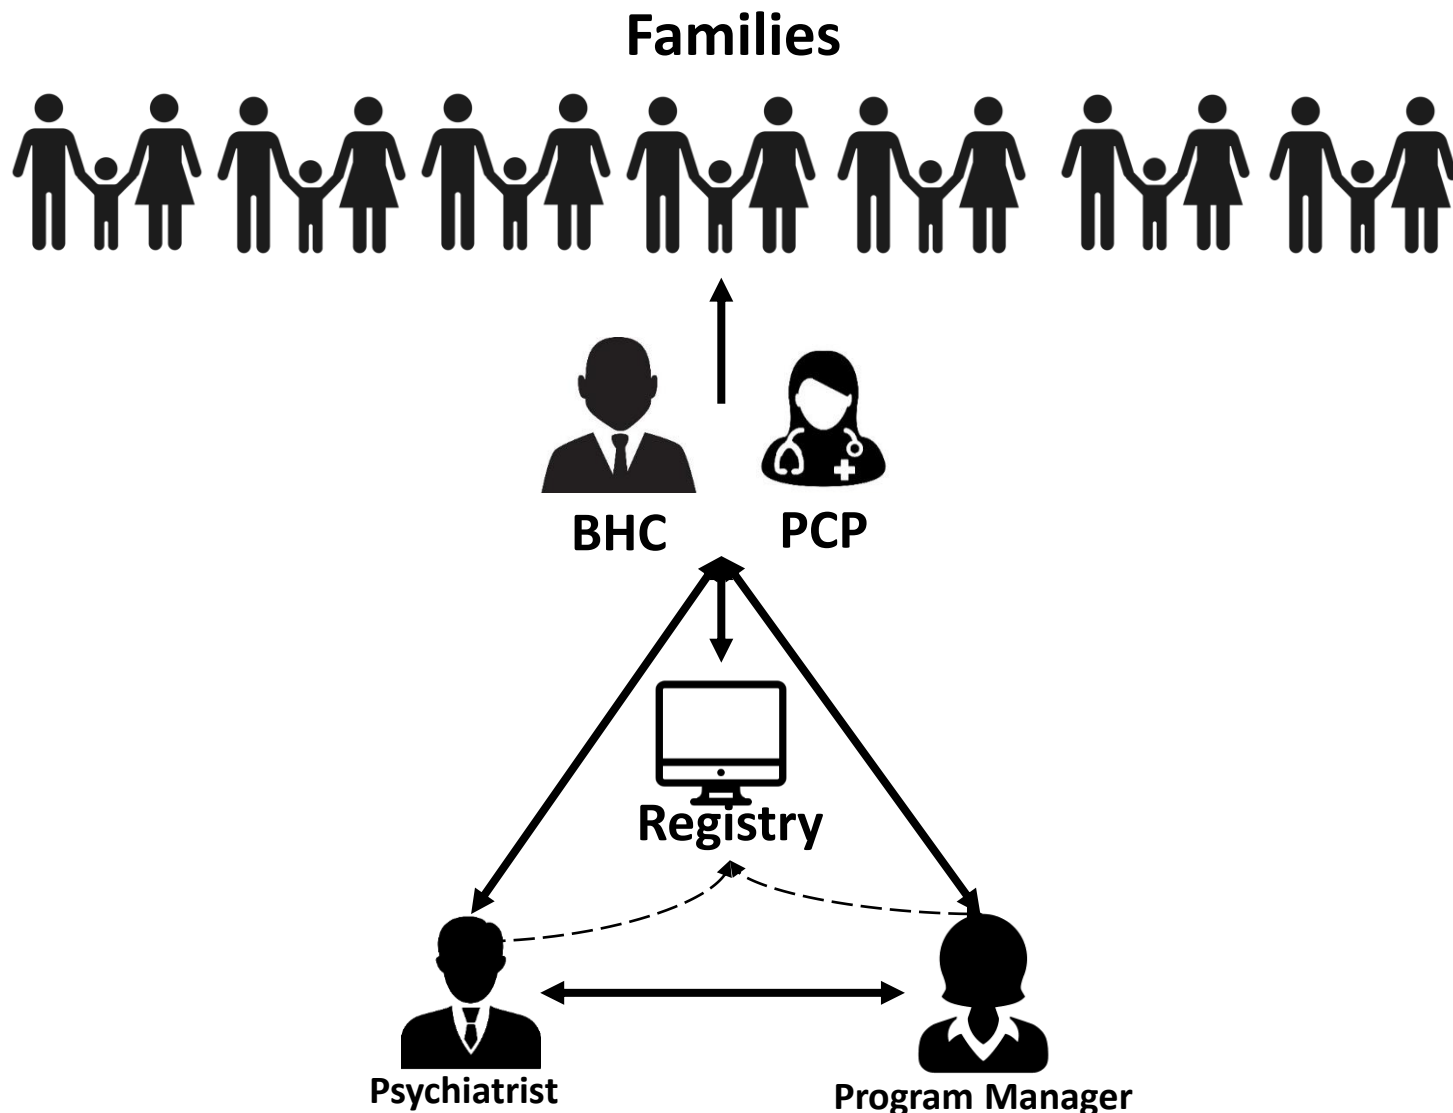 Families
BHC
PCP
Registry
Psychiatrist
Program Manager